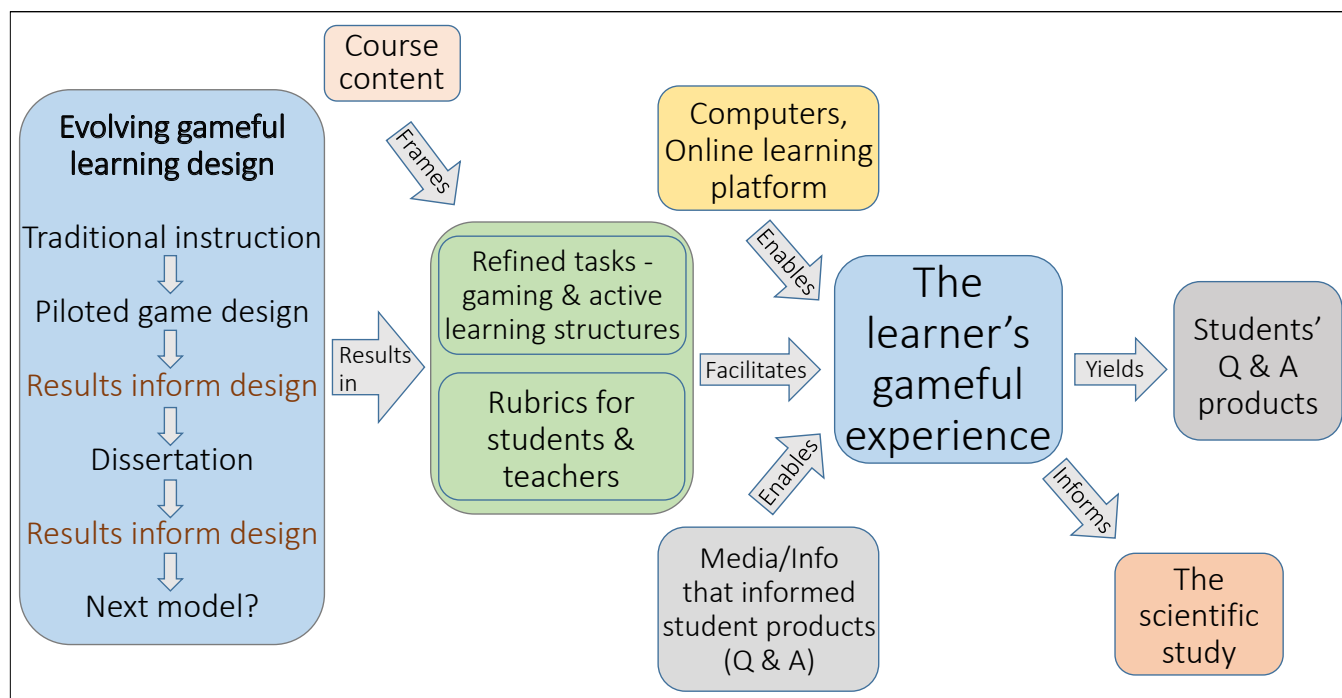 Course
content
Evolving gameful
learning design
Traditional instruction
Piloted game design
Results inform design
Dissertation
Results inform design
Next model?
Frames
Results
in
Refined tasks -
gaming & active
learning structures
Rubrics for
students &
teachers
Computers,
Online learning
platform
Enables
Facilitates
Enables
Media/Info
that informed
student products
(Q & A)
The
learner’s
gameful
experience
Yields
Students’
Q & A
products
Informs
The
scientific
study